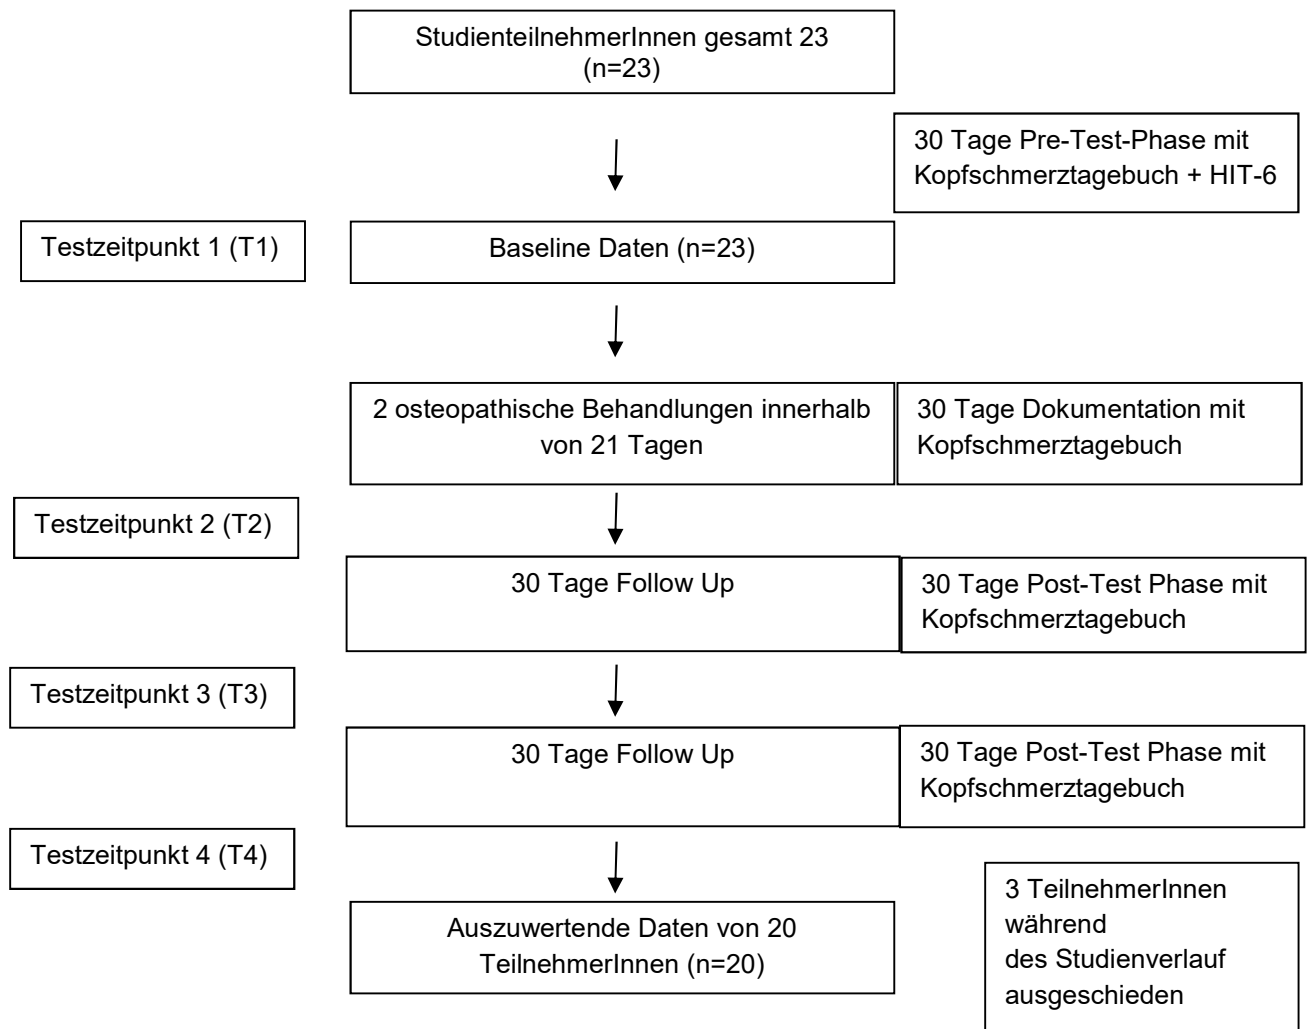 StudienteilnehmerInnen gesamt 23
(n=23)
30 Tage Pre-Test-Phase mit
Kopfschmerztagebuch + HIT-6
Testzeitpunkt 1 (T1)
Baseline Daten (n=23)
2 osteopathische Behandlungen innerhalb
von 21 Tagen
30 Tage Dokumentation mit
Kopfschmerztagebuch
Testzeitpunkt 2 (T2)
30 Tage Follow Up
30 Tage Post-Test Phase mit
Kopfschmerztagebuch
Testzeitpunkt 3 (T3)
30 Tage Follow Up
30 Tage Post-Test Phase mit
Kopfschmerztagebuch
Testzeitpunkt 4 (T4)
Auszuwertende Daten von 20
TeilnehmerInnen (n=20)
3 TeilnehmerInnen
während
des Studienverlauf
ausgeschieden